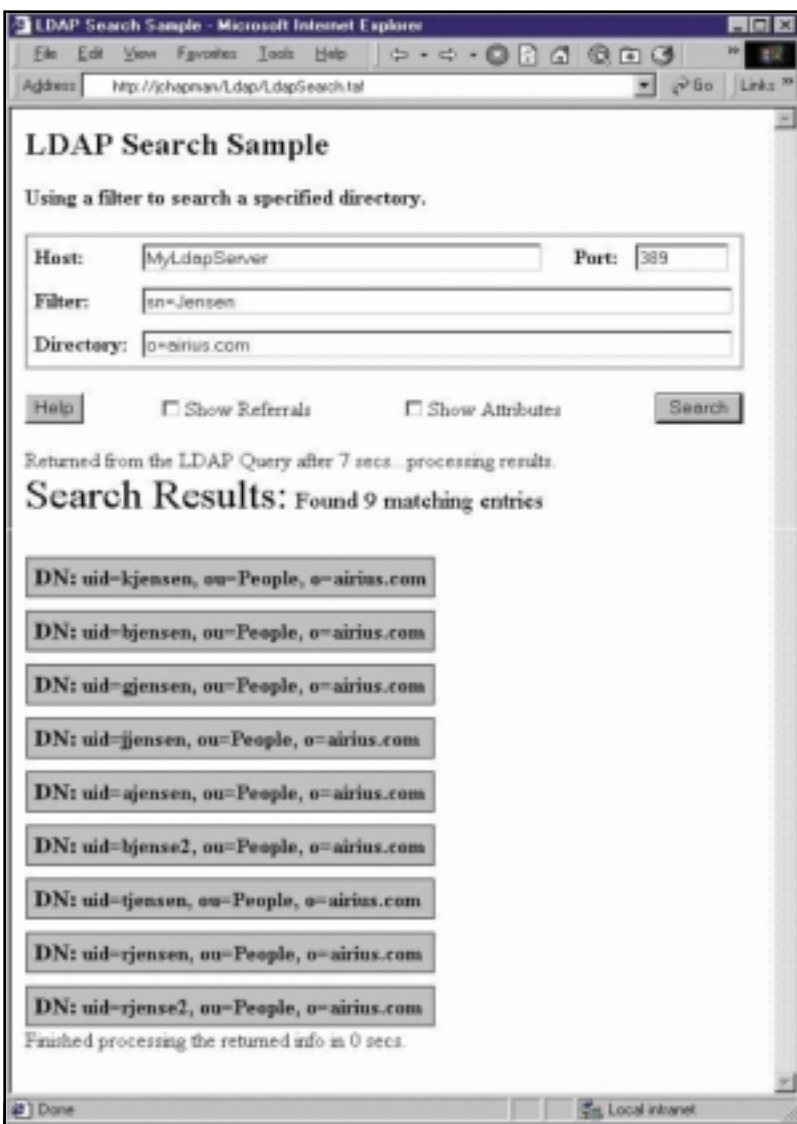 LDAP Search Sample - Microsoft Internet Explorer
File Edit View Favorites Tools Help
Address http://jchapman/Ldap/LdapSearch.taf Go Links »
LDAP Search Sample
Using a filter to search a specified directory.
Host: MyLdapServer Port: 389
Filter: sn=Jensen
Directory: o=airius.com
Help Show Referrals Show Attributes Search
Returned from the LDAP Query after 7 secs...processing results.
Search Results: Found 9 matching entries
DN: uid=kjensen, ou=People, o=airius.com
DN: uid=bjensen, ou=People, o=airius.com
DN: uid=gjensen, ou=People, o=airius.com
DN: uid=jjensen, ou=People, o=airius.com
DN: uid=ajensen, ou=People, o=airius.com
DN: uid=bjense2, ou=People, o=airius.com
DN: uid=tjensen, ou=People, o=airius.com
DN: uid=rjensen, ou=People, o=airius.com
DN: uid=rjense2, ou=People, o=airius.com
Finished processing the returned info in 0 secs.
Done Local intranet